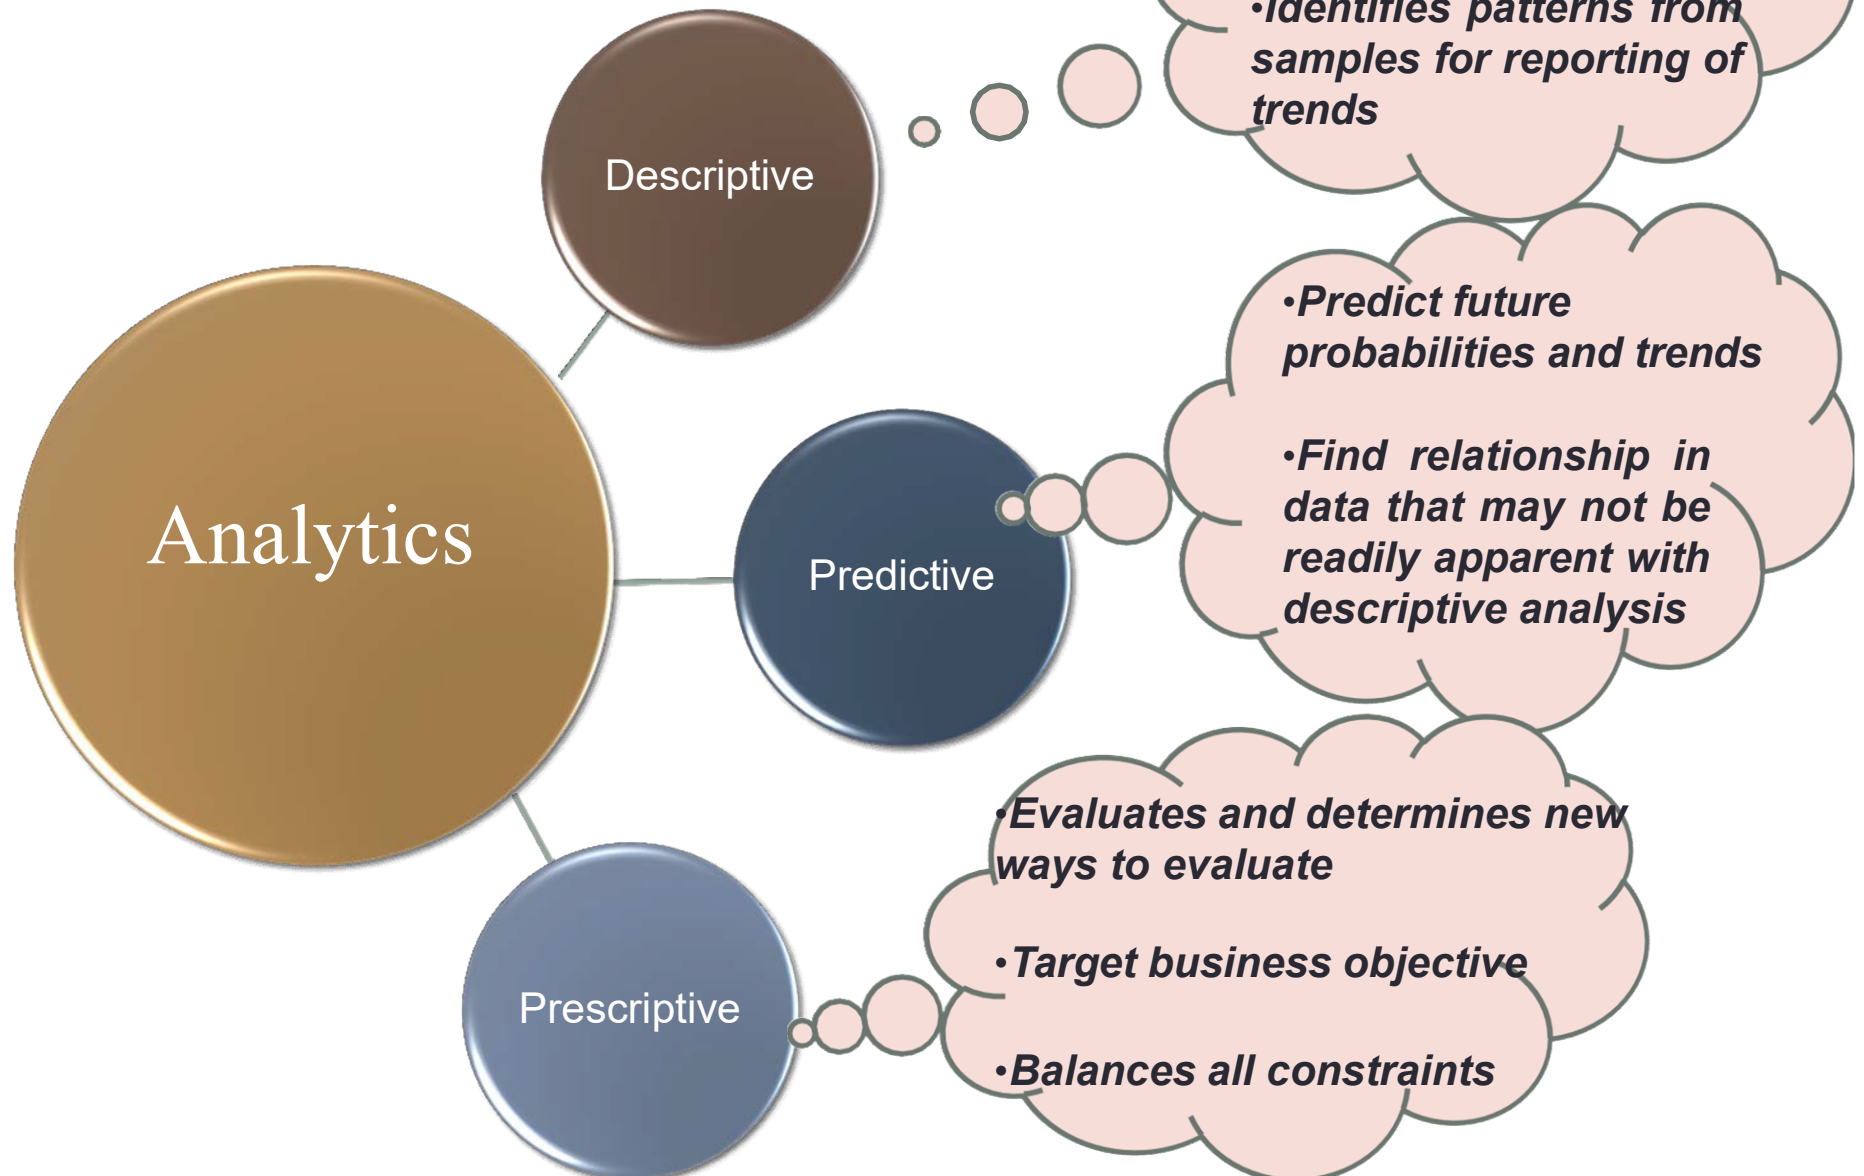 •Identifies patterns from
samples for reporting of
trends
Descriptive
•Predict future
probabilities and trends
•Find relationship in
data that may not be
readily apparent with
descriptive analysis
Analytics
Predictive
•Evaluates and determines new
ways to evaluate
•Target business objective
•Balances all constraints
Prescriptive